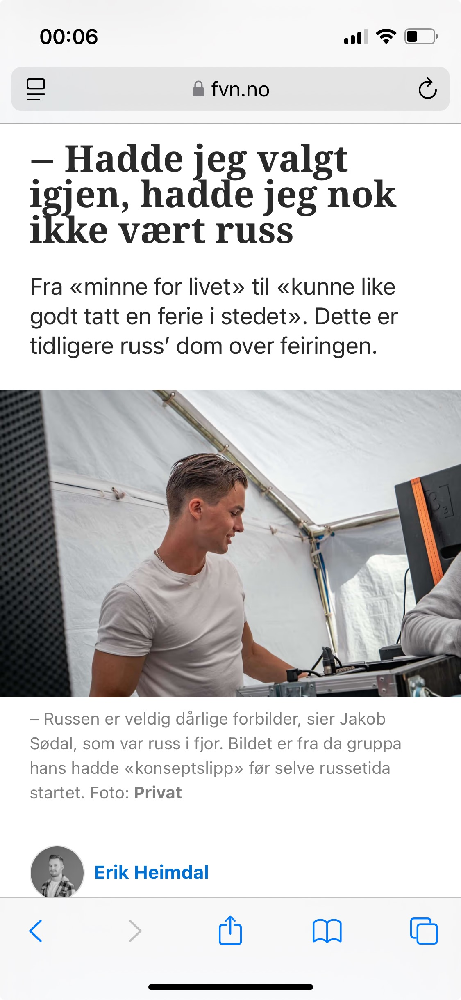 00:06
fvn.no
– Hadde jeg valgt
igjen, hadde jeg nok
ikke vært russ
Fra «minne for livet» til «kunne like
godt tatt en ferie i stedet». Dette er
tidligere russ’ dom over feiringen.
– Russen er veldig dårlige forbilder, sier Jakob
Sødal, som var russ i fjor. Bildet er fra da gruppa
hans hadde «konseptslipp» før selve russetida
startet. Foto: Privat
Erik Heimdal